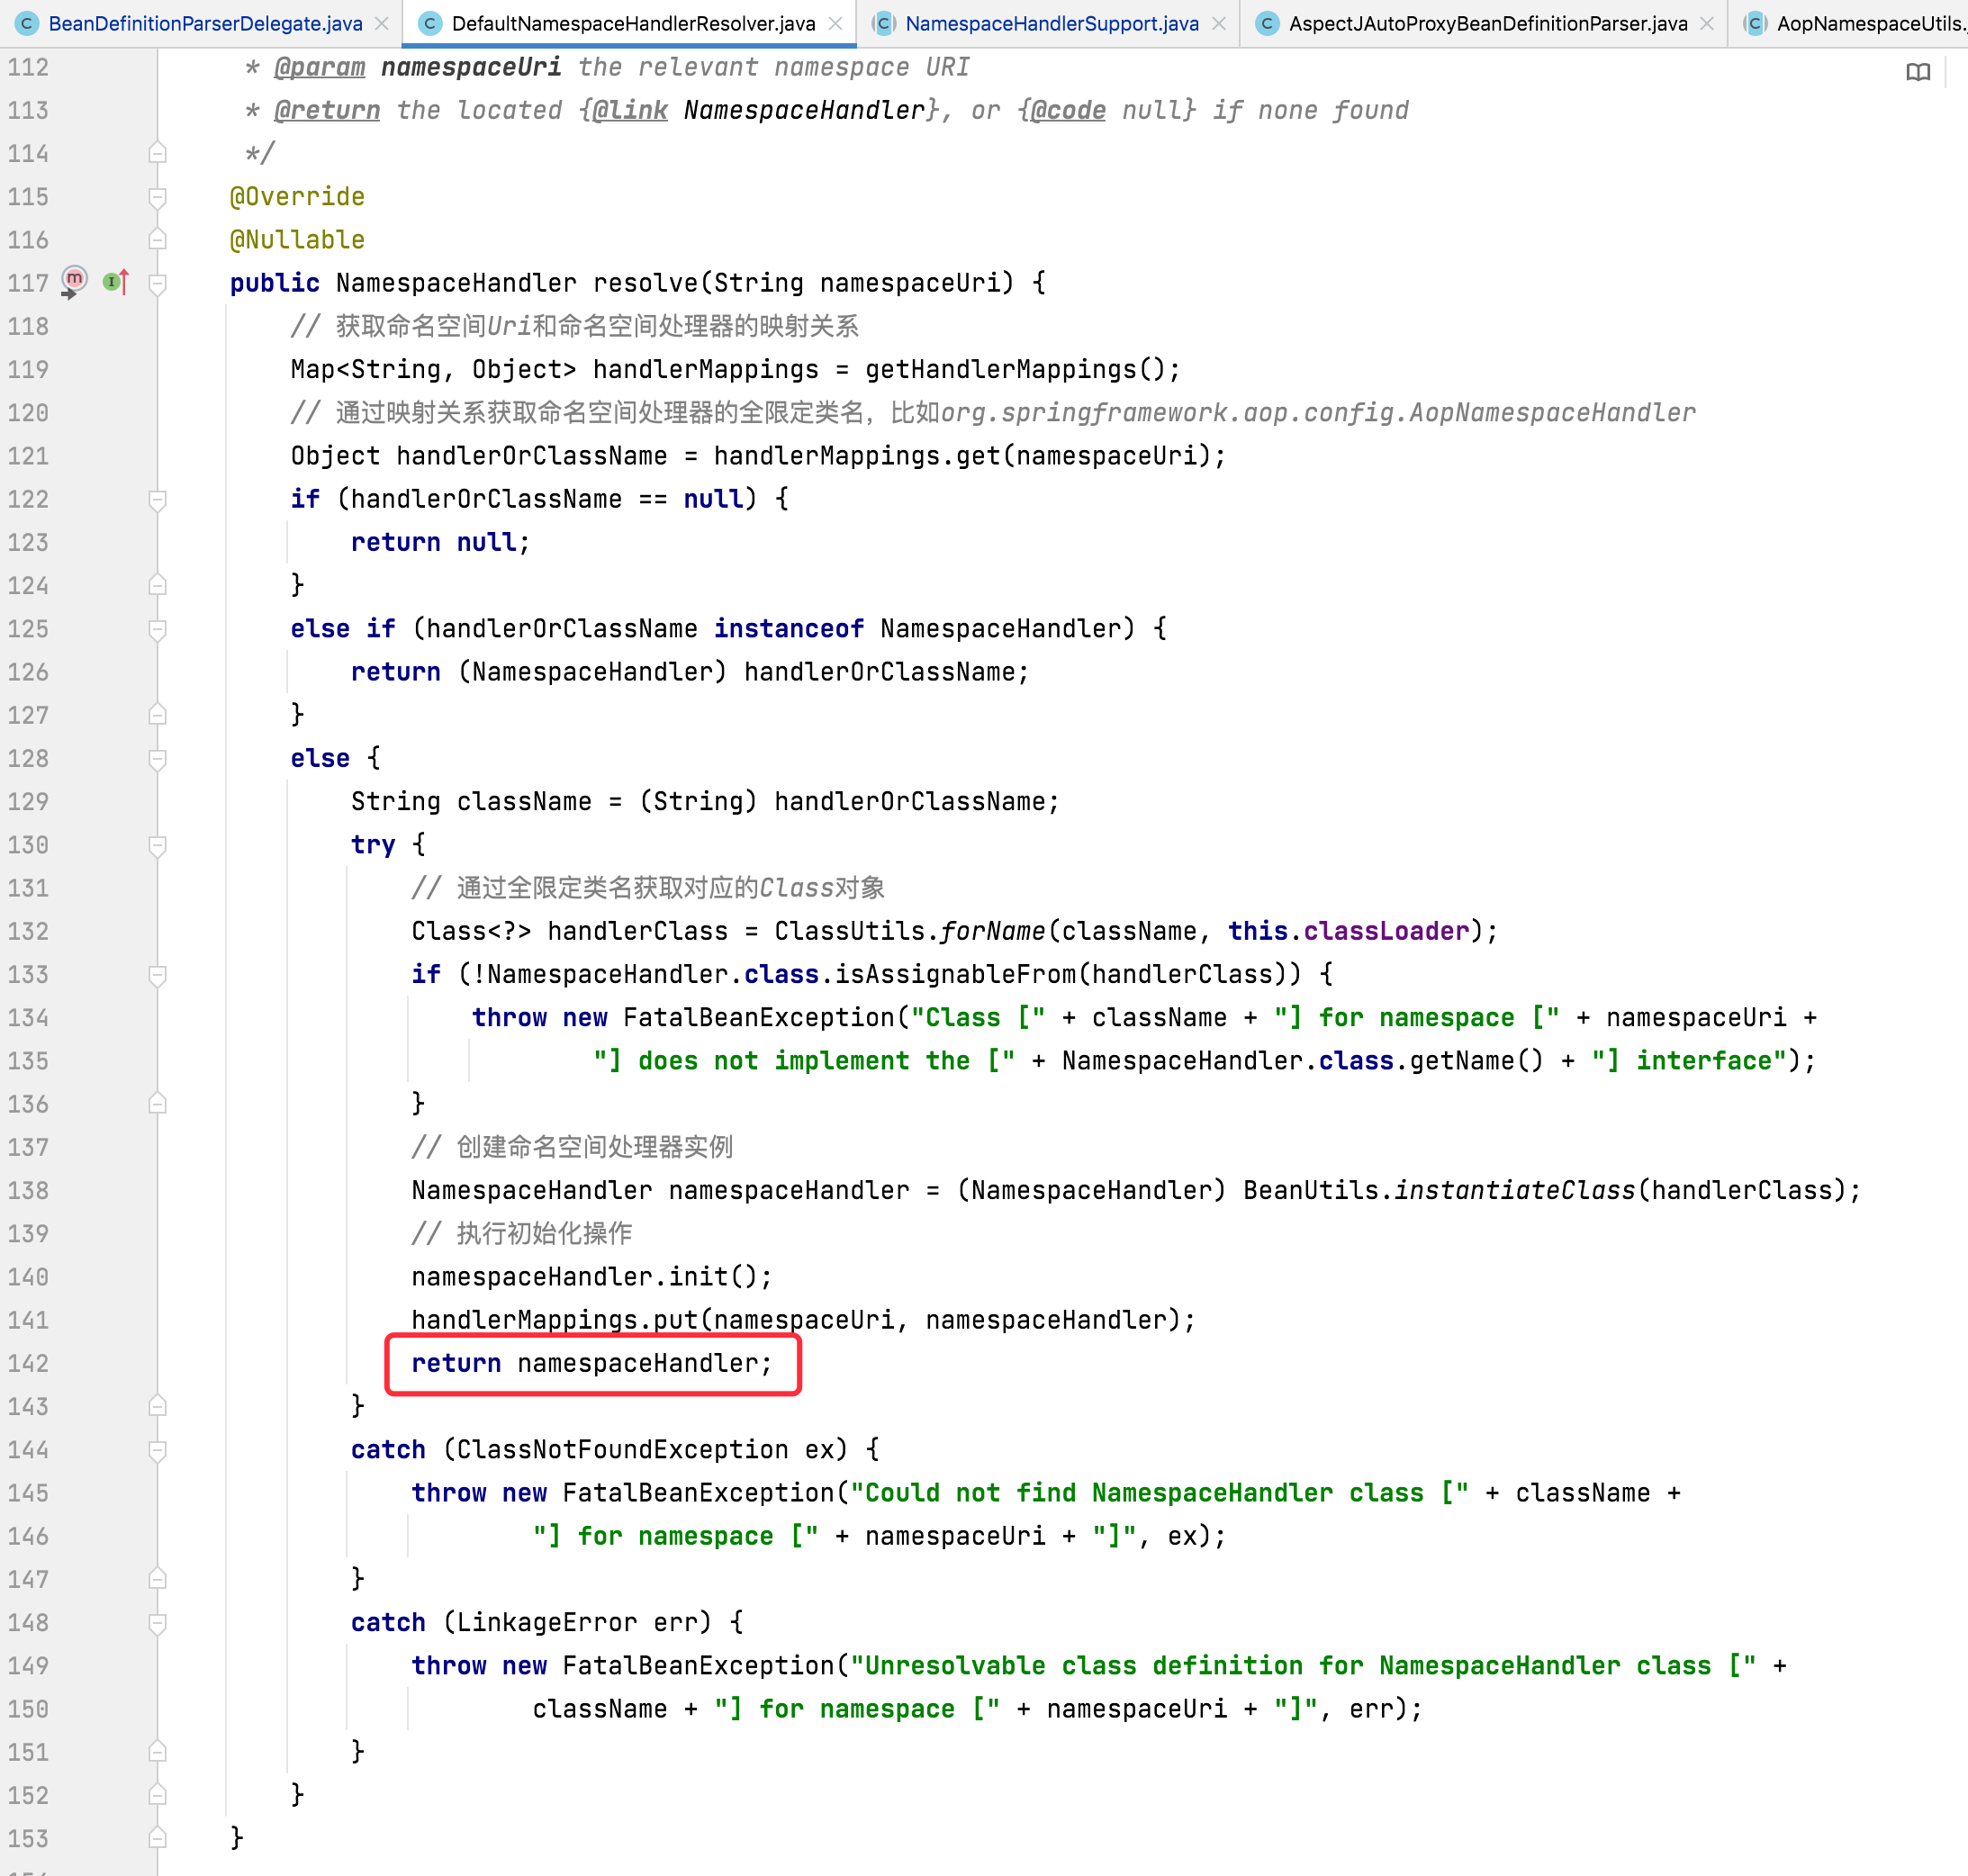 BeanDefinitionParserDelegate.java DefaultNamespaceHandlerResolver.java NamespaceHandlerSupport.java AspectJAutoProxyBeanDefinitionParser.java AopNamespaceUtils.
112 * @param namespaceUri the relevant namespace URI
113 * @return the located {@link NamespaceHandler}, or {@code null} if none found
114 */
115 @Override
116 @Nullable
117 public NamespaceHandler resolve(String namespaceUri) {
118 // 获取命名空间Uri和命名空间处理器的映射关系
119 Map<String, Object> handlerMappings = getHandlerMappings();
120 // 通过映射关系获取命名空间处理器的全限定类名，比如org.springframework.aop.config.AopNamespaceHandler
121 Object handlerOrClassName = handlerMappings.get(namespaceUri);
122 if (handlerOrClassName == null) {
123 return null;
124 }
125 else if (handlerOrClassName instanceof NamespaceHandler) {
126 return (NamespaceHandler) handlerOrClassName;
127 }
128 else {
129 String className = (String) handlerOrClassName;
130 try {
131 // 通过全限定类名获取对应的Class对象
132 Class<?> handlerClass = ClassUtils.forName(className, this.classLoader);
133 if (!NamespaceHandler.class.isAssignableFrom(handlerClass)) {
134 throw new FatalBeanException("Class [" + className + "] for namespace [" + namespaceUri +
135 "] does not implement the [" + NamespaceHandler.class.getName() + "] interface");
136 }
137 // 创建命名空间处理器实例
138 NamespaceHandler namespaceHandler = (NamespaceHandler) BeanUtils.instantiateClass(handlerClass);
139 // 执行初始化操作
140 namespaceHandler.init();
141 handlerMappings.put(namespaceUri, namespaceHandler);
142 return namespaceHandler;
143 }
144 catch (ClassNotFoundException ex) {
145 throw new FatalBeanException("Could not find NamespaceHandler class [" + className +
146 "] for namespace [" + namespaceUri + "]", ex);
147 }
148 catch (LinkageError err) {
149 throw new FatalBeanException("Unresolvable class definition for NamespaceHandler class [" +
150 className + "] for namespace [" + namespaceUri + "]", err);
151 }
152 }
153 }